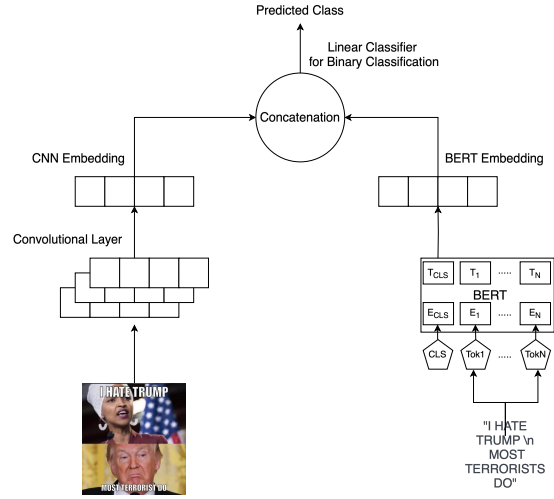 Predicted Class
Linear Classifier
for Binary Classification
Concatenation
CNN Embedding
BERT Embedding
Convolutional Layer
T_CLS T_1 ..... T_N
BERT
E_CLS E_1 ..... E_N
CLS Tok1 ..... TokN
I HATE TRUMP
MOST TERRORIST DO
"I HATE
TRUMP \n
MOST
TERRORISTS
DO"